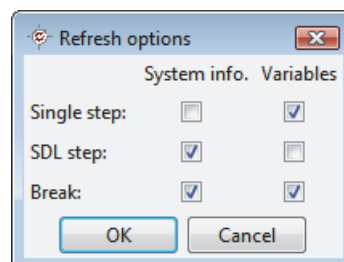 Refresh options
System info. Variables
Single step:
SDL step:
Break:
OK Cancel